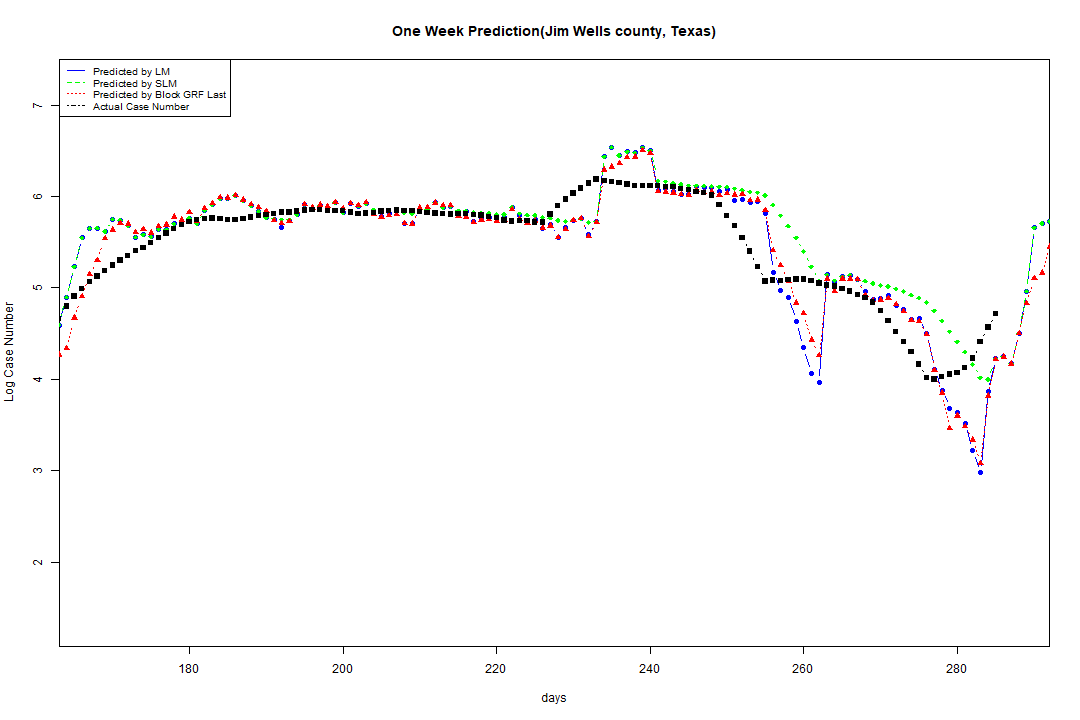 One Week Prediction(Jim Wells county, Texas)
Predicted by LM
Predicted by SLM
Predicted by Block GRF Last
Actual Case Number
7
6
5
4
3
2
Log Case Number
180 200 220 240 260 280
days